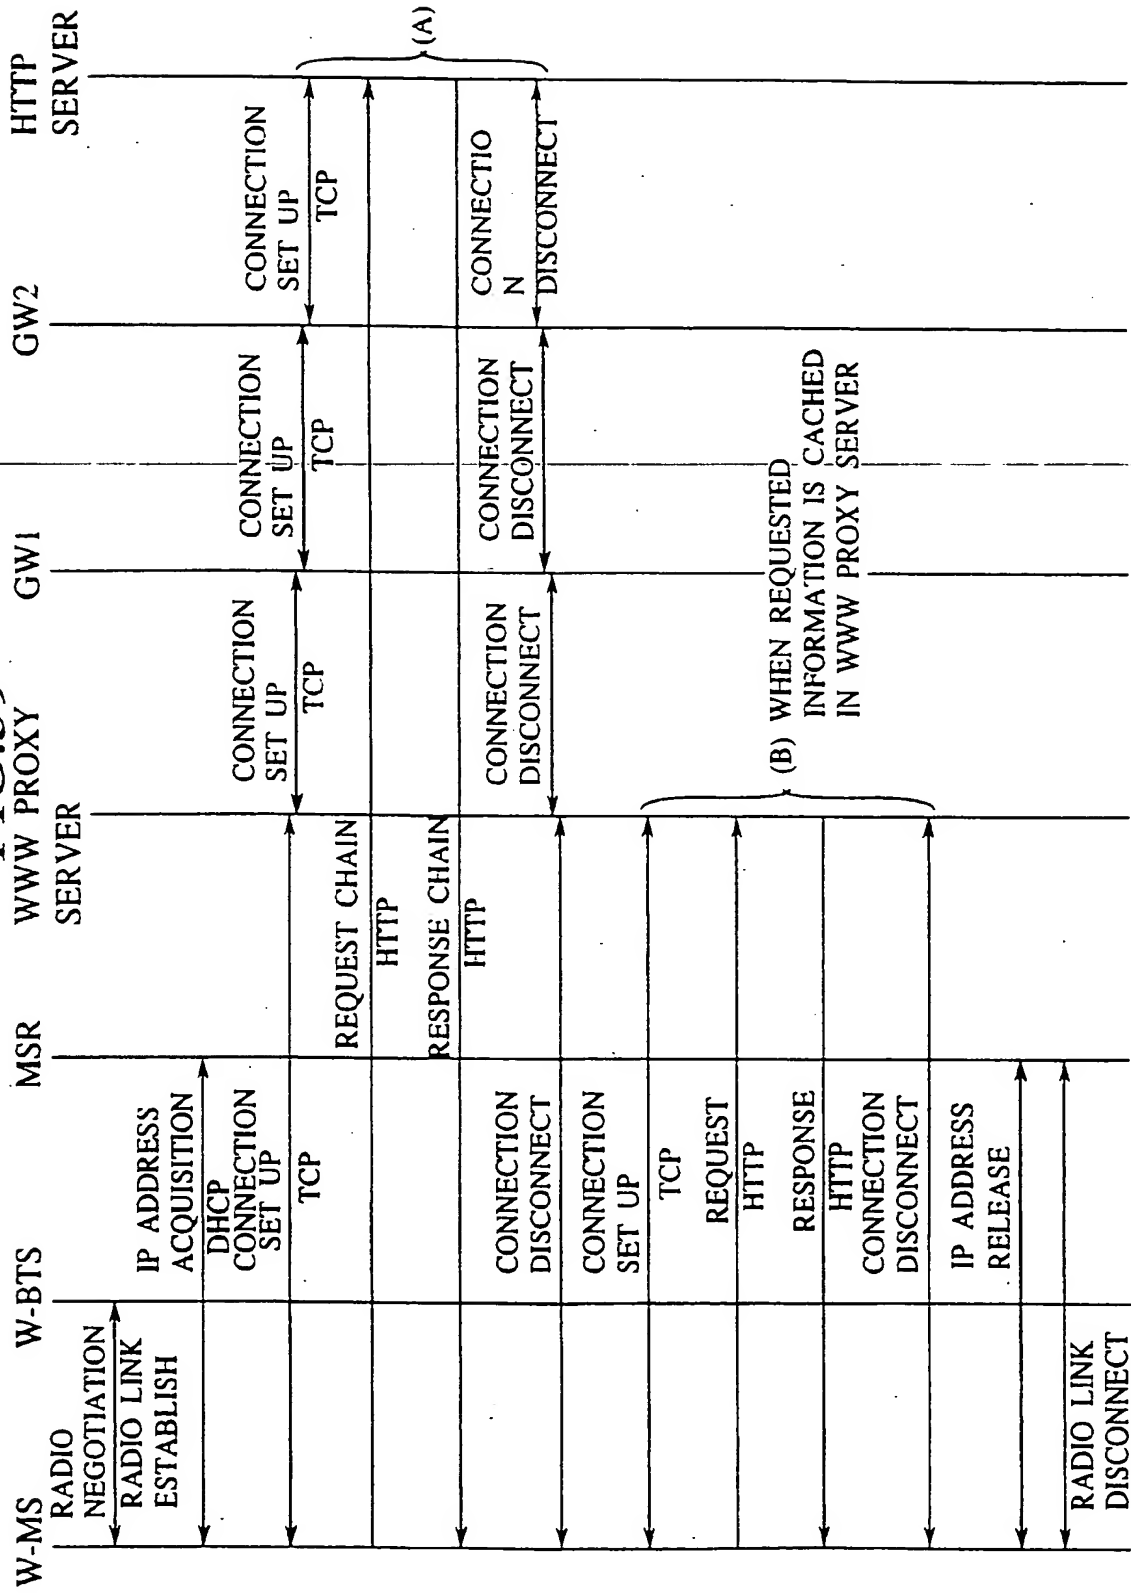 W-MS
W-BTS
MSR
WWW PROXY
SERVER
GW1
GW2
HTTP
SERVER
RADIO
NEGOTIATION
RADIO LINK
ESTABLISH
IP ADDRESS
ACQUISITION
DHCP
CONNECTION
SET UP
TCP
CONNECTION
SET UP
TCP
CONNECTION
SET UP
TCP
CONNECTION
SET UP
TCP
(A)
REQUEST CHAIN
HTTP
RESPONSE CHAIN
HTTP
CONNECTION
DISCONNECT
CONNECTION
DISCONNECT
CONNECTION
DISCONNECT
CONNECTIO
N
DISCONNECT
CONNECTION
SET UP
TCP
REQUEST
HTTP
RESPONSE
HTTP
CONNECTION
DISCONNECT
(B) WHEN REQUESTED
INFORMATION IS CACHED
IN WWW PROXY SERVER
IP ADDRESS
RELEASE
RADIO LINK
DISCONNECT